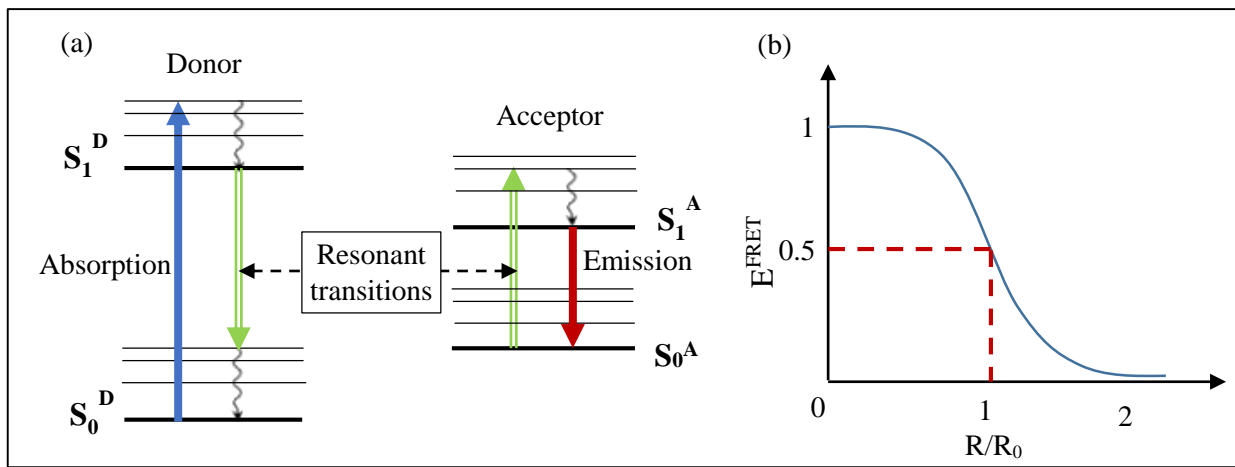 (a)
Donor
S₁ᴰ
Absorption
S₀ᴰ
Resonant
transitions
Acceptor
S₁ᴬ
Emission
S₀ᴬ
(b)
1
0.5
Eᶠᴿᴱᵀ
0
1
2
R/R₀